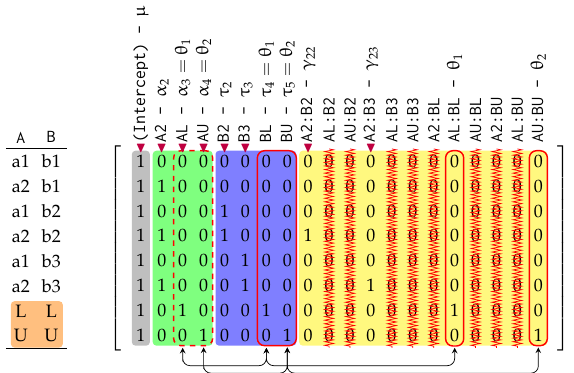 (Intercept) - μ
A2 - α₂
AL - α₃ = θ₁
AU - α₄ = θ₂
B2 - τ₂
B3 - τ₃
BL - τ₄ = θ₁
BU - τ₅ = θ₂
A2:B2 - γ₂₂
AL:B2
AU:B2
A2:B3 - γ₂₃
AL:B3
AU:B3
A2:BL
AL:BL - θ₁
AU:BL
A2:BU
AL:BU
AU:BU - θ₂
A B
a1 b1 1 0 0 0 0 0 0 0 0 0 0 0 0 0 0 0 0 0 0 0
a2 b1 1 1 0 0 0 0 0 0 0 0 0 0 0 0 0 0 0 0 0 0
a1 b2 1 0 0 0 1 0 0 0 0 0 0 0 0 0 0 0 0 0 0 0
a2 b2 1 1 0 0 1 0 0 0 1 0 0 0 0 0 0 0 0 0 0 0
a1 b3 1 0 0 0 0 1 0 0 0 0 0 0 0 0 0 0 0 0 0 0
a2 b3 1 1 0 0 0 1 0 0 0 0 0 1 0 0 0 0 0 0 0 0
L L 1 0 1 0 0 0 1 0 0 0 0 0 0 0 0 1 0 0 0 0
U U 1 0 0 1 0 0 0 1 0 0 0 0 0 0 0 0 0 0 0 1